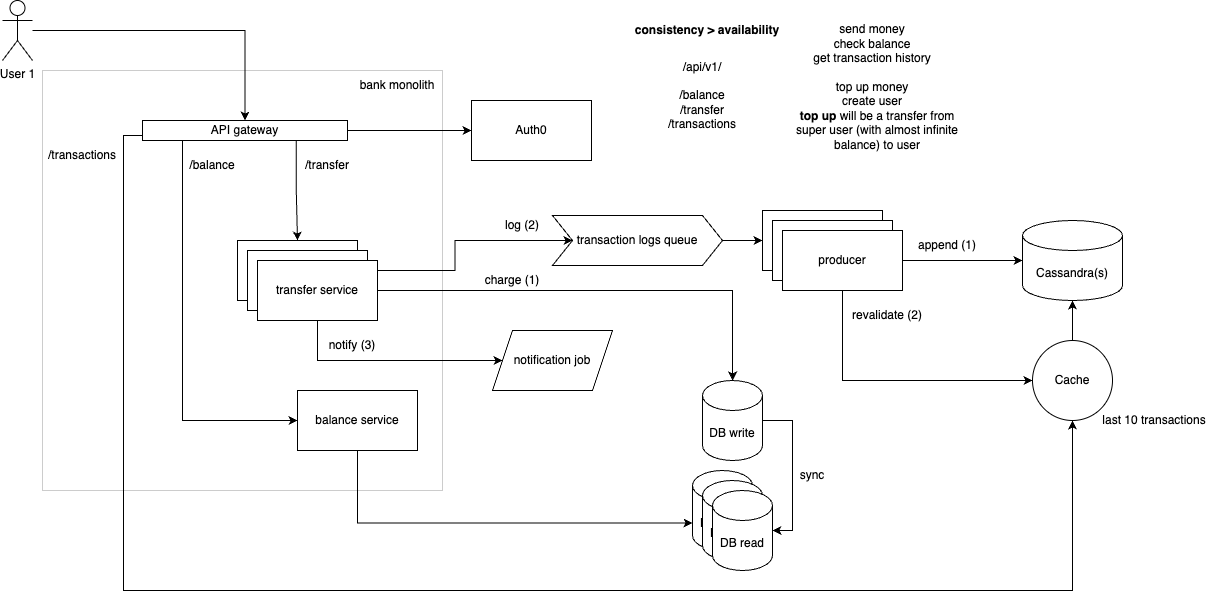 User 1
consistency > availability
/api/v1/
/balance
/transfer
/transactions
send money
check balance
get transaction history
top up money
create user
top up will be a transfer from
super user (with almost infinite
balance) to user
bank monolith
API gateway
Auth0
/transactions
/balance
/transfer
log (2)
transaction logs queue
producer
append (1)
Cassandra(s)
transfer service
charge (1)
revalidate (2)
notify (3)
notification job
Cache
last 10 transactions
balance service
DB write
sync
DB read